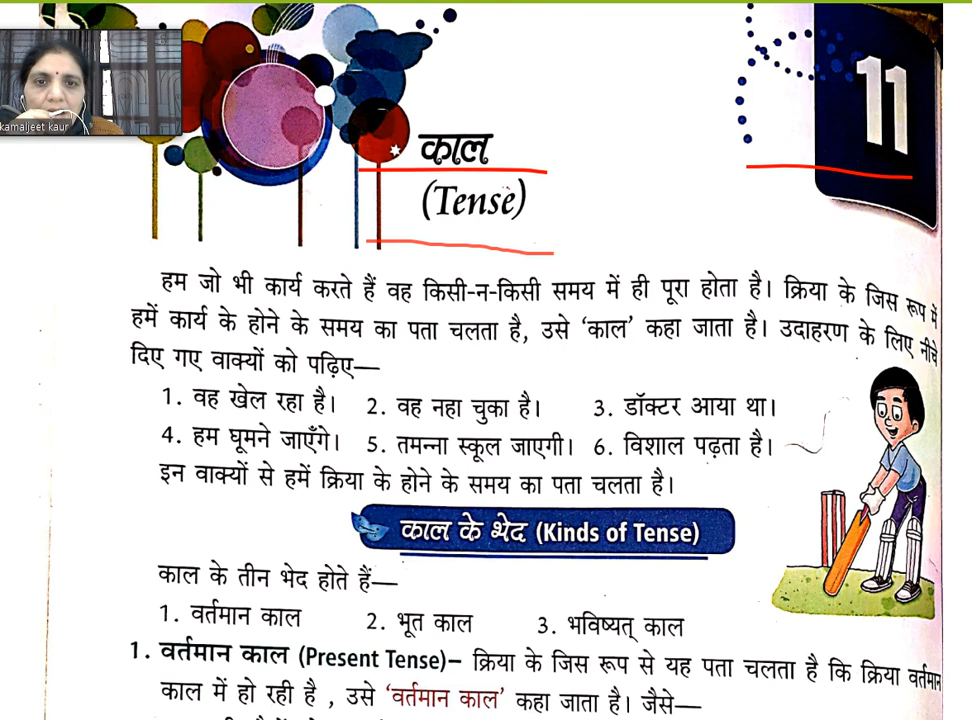 kamaljeet kaur
11
काल
(Tense)
हम जो भी कार्य करते हैं वह किसी-न-किसी समय में ही पूरा होता है। क्रिया के जिस रूप में
हमें कार्य के होने के समय का पता चलता है, उसे ‘काल’ कहा जाता है। उदाहरण के लिए नीचे
दिए गए वाक्यों को पढ़िए—
1. वह खेल रहा है। 2. वह नहा चुका है। 3. डॉक्टर आया था।
4. हम घूमने जाएँगे। 5. तमन्ना स्कूल जाएगी। 6. विशाल पढ़ता है।
इन वाक्यों से हमें क्रिया के होने के समय का पता चलता है।
काल के भेद (Kinds of Tense)
काल के तीन भेद होते हैं—
1. वर्तमान काल 2. भूत काल 3. भविष्यत् काल
1. वर्तमान काल (Present Tense)– क्रिया के जिस रूप से यह पता चलता है कि क्रिया वर्तमान
काल में हो रही है , उसे ‘वर्तमान काल’ कहा जाता है। जैसे—